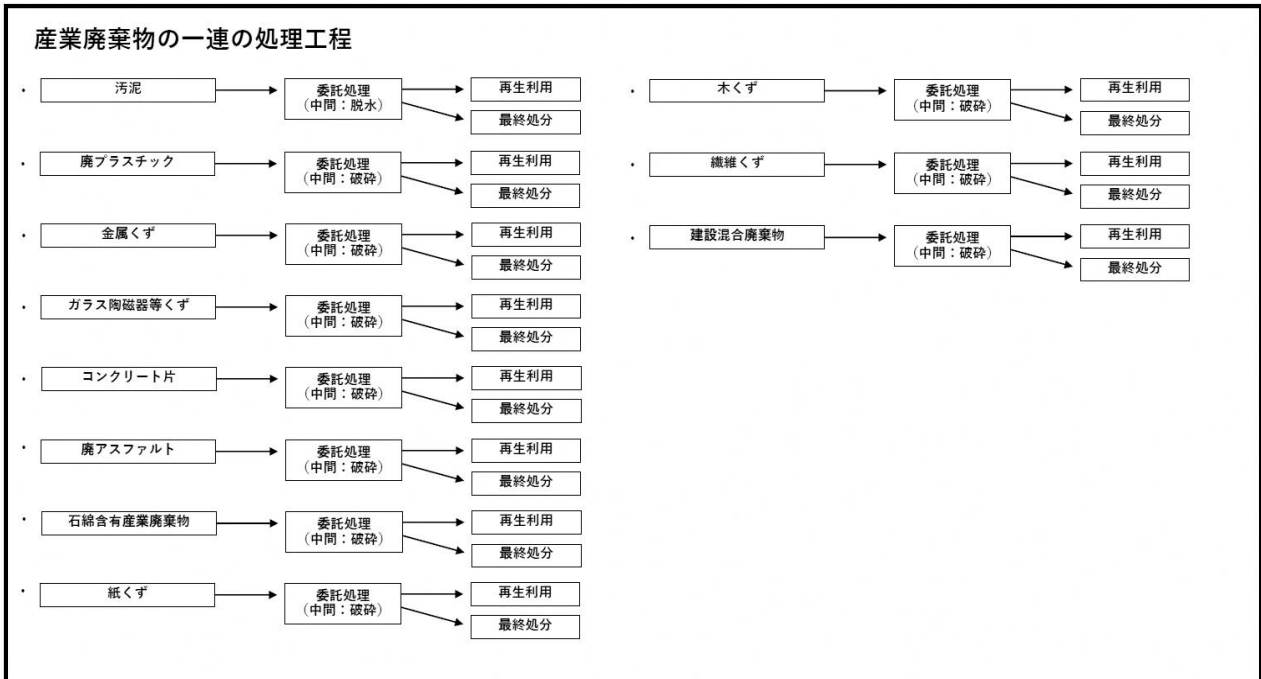 産業廃棄物の一連の処理工程
・ 汚泥
委託処理
（中間：脱水）
再生利用
最終処分
・ 廃プラスチック
委託処理
（中間：破砕）
再生利用
最終処分
・ 金属くず
委託処理
（中間：破砕）
再生利用
最終処分
・ ガラス陶磁器等くず
委託処理
（中間：破砕）
再生利用
最終処分
・ コンクリート片
委託処理
（中間：破砕）
再生利用
最終処分
・ 廃アスファルト
委託処理
（中間：破砕）
再生利用
最終処分
・ 石綿含有産業廃棄物
委託処理
（中間：破砕）
再生利用
最終処分
・ 紙くず
委託処理
（中間：破砕）
再生利用
最終処分
・ 木くず
委託処理
（中間：破砕）
再生利用
最終処分
・ 繊維くず
委託処理
（中間：破砕）
再生利用
最終処分
・ 建設混合廃棄物
委託処理
（中間：破砕）
再生利用
最終処分